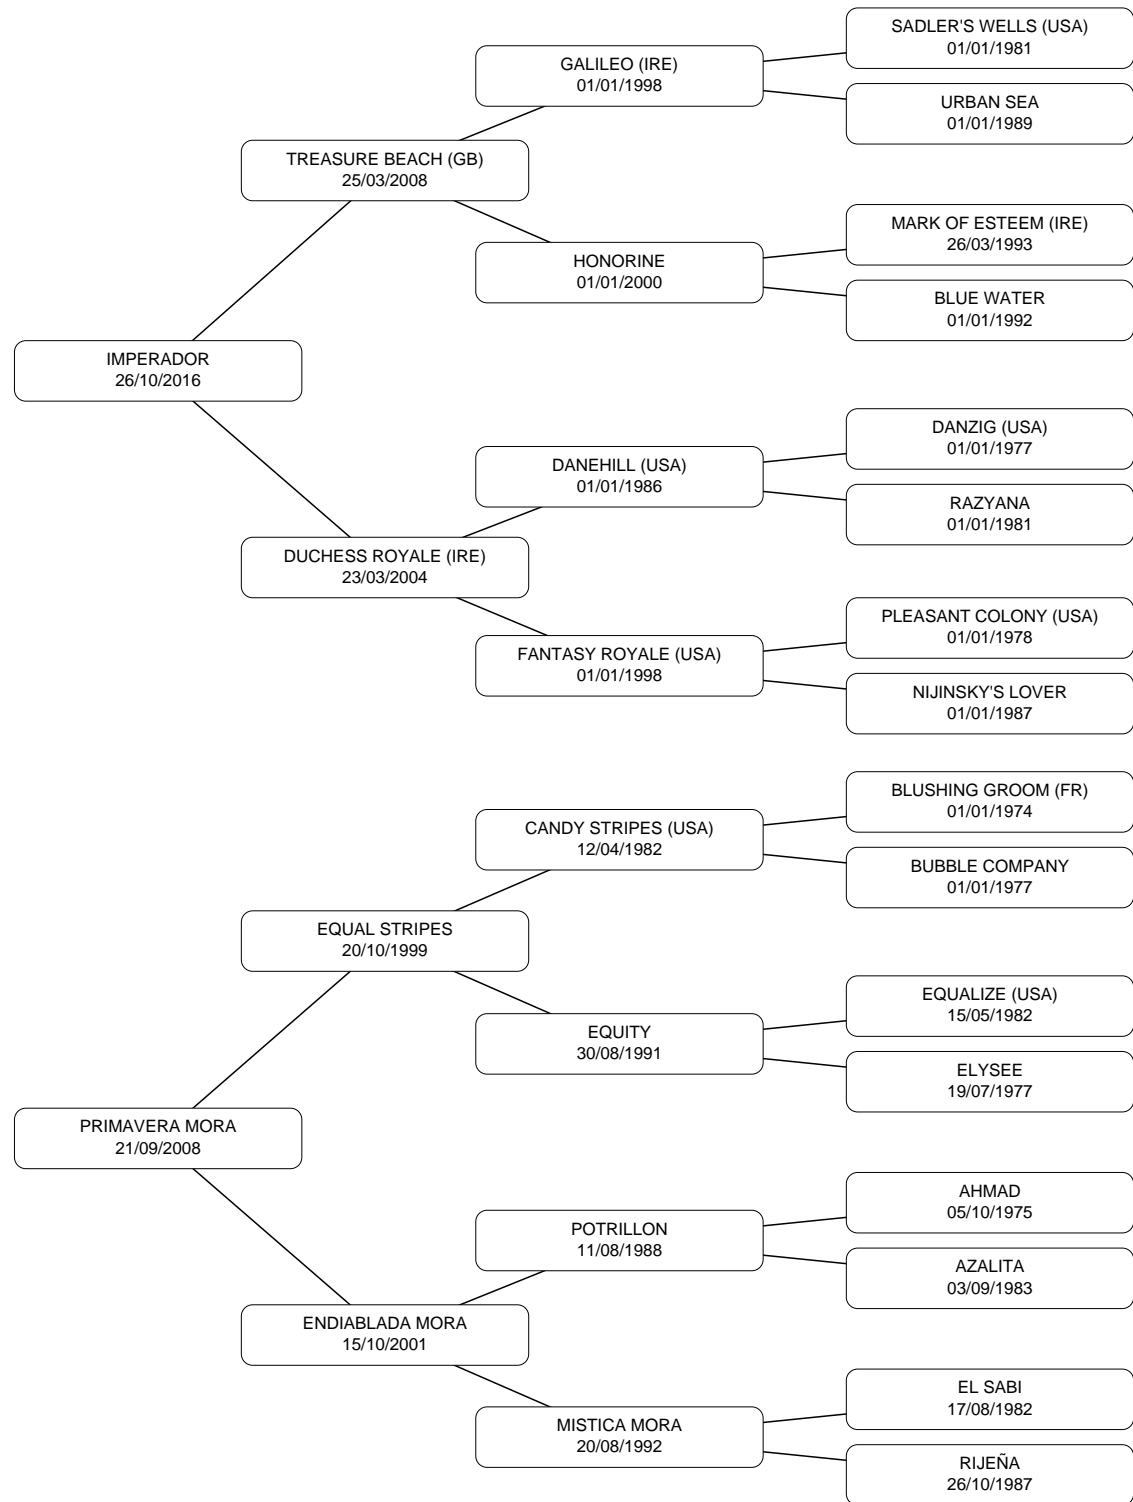 SADLER'S WELLS (USA)
01/01/1981
GALILEO (IRE)
01/01/1998
URBAN SEA
01/01/1989
TREASURE BEACH (GB)
25/03/2008
MARK OF ESTEEM (IRE)
26/03/1993
HONORINE
01/01/2000
BLUE WATER
01/01/1992
IMPERADOR
26/10/2016
DANZIG (USA)
01/01/1977
DANEHILL (USA)
01/01/1986
RAZYANA
01/01/1981
DUCHESS ROYALE (IRE)
23/03/2004
PLEASANT COLONY (USA)
01/01/1978
FANTASY ROYALE (USA)
01/01/1998
NIJINSKY'S LOVER
01/01/1987
BLUSHING GROOM (FR)
01/01/1974
CANDY STRIPES (USA)
12/04/1982
BUBBLE COMPANY
01/01/1977
EQUAL STRIPES
20/10/1999
EQUALIZE (USA)
15/05/1982
EQUITY
30/08/1991
ELYSEE
19/07/1977
PRIMAVERA MORA
21/09/2008
AHMAD
05/10/1975
POTRILLON
11/08/1988
AZALITA
03/09/1983
ENDIABLADA MORA
15/10/2001
EL SABI
17/08/1982
MISTICA MORA
20/08/1992
RIJEÑA
26/10/1987